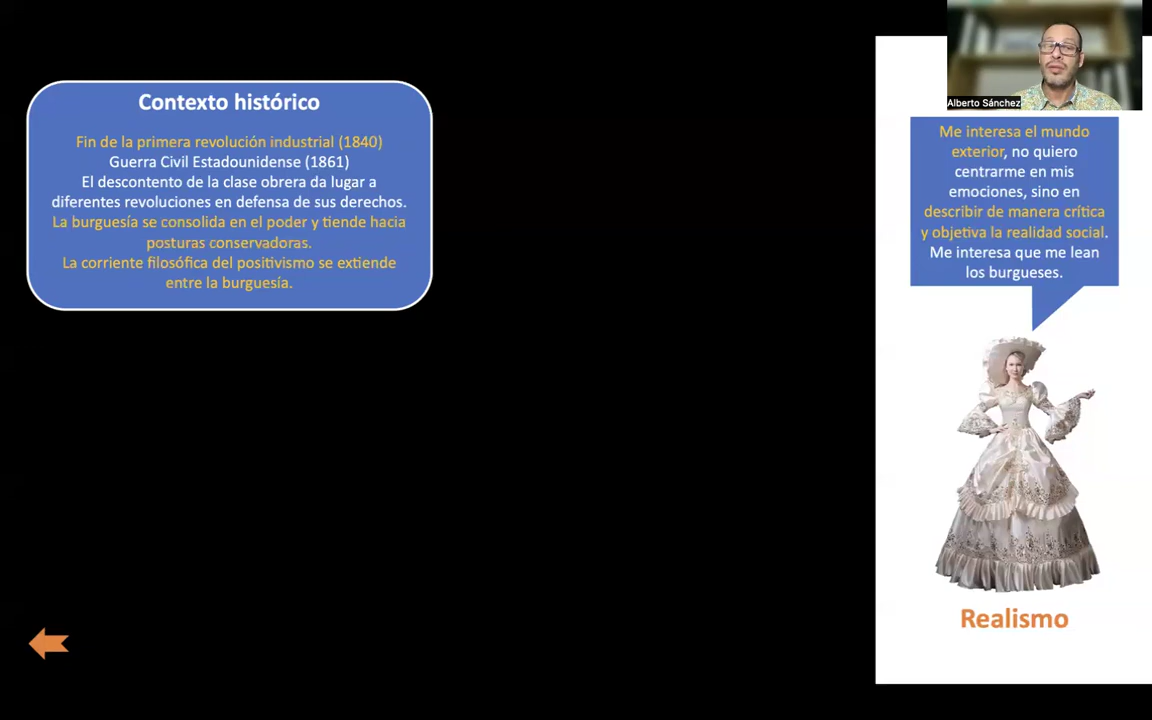 Contexto histórico
Fin de la primera revolución industrial (1840)
Guerra Civil Estadounidense (1861)
El descontento de la clase obrera da lugar a
diferentes revoluciones en defensa de sus derechos.
La burguesía se consolida en el poder y tiende hacia
posturas conservadoras.
La corriente filosófica del positivismo se extiende
entre la burguesía.
Alberto Sánchez
Me interesa el mundo
exterior, no quiero
centrarme en mis
emociones, sino en
describir de manera crítica
y objetiva la realidad social.
Me interesa que me lean
los burgueses.
Realismo